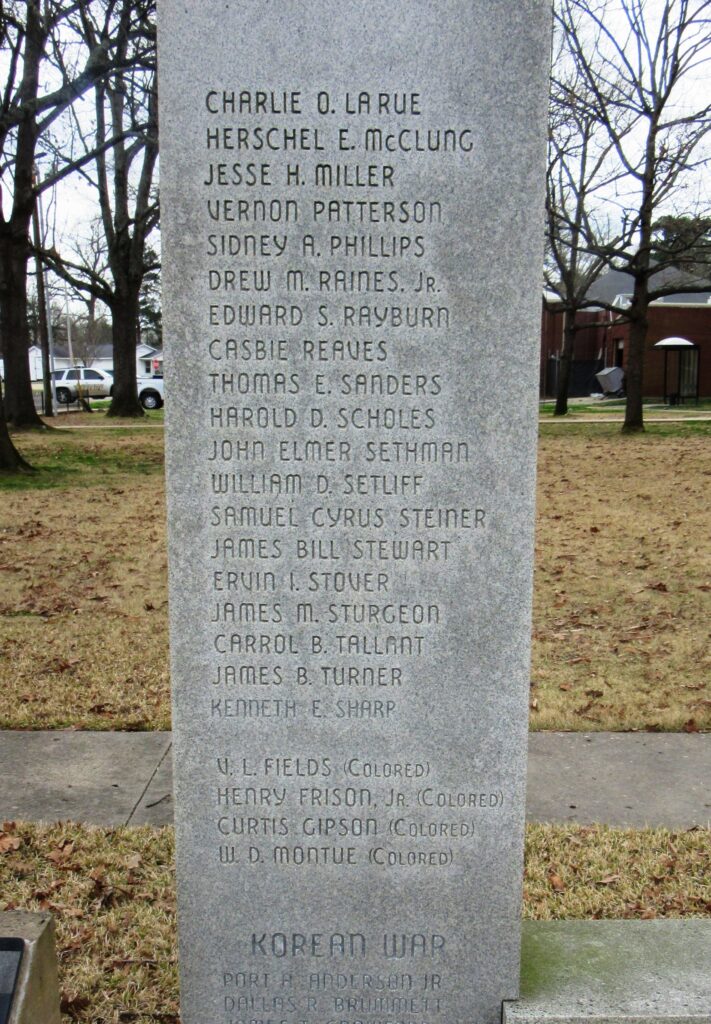 CHARLIE O. LA RUE
HERSCHEL E. McCLUNG
JESSE H. MILLER
VERNON PATTERSON
SIDNEY A. PHILLIPS
DREW M. RAINES, JR.
EDWARD S. RAYBURN
CASBIE REAVES
THOMAS E. SANDERS
HAROLD D. SCHOLES
JOHN ELMER SETHMAN
WILLIAM D. SETLIFF
SAMUEL CYRUS STEINER
JAMES BILL STEWART
ERVIN I. STOVER
JAMES M. STURGEON
CARROL B. TALLANT
JAMES B. TURNER
KENNETH E. SHARP
V. L. FIELDS (COLORED)
HENRY FRISON, JR. (COLORED)
CURTIS GIPSON (COLORED)
W. D. MONTUE (COLORED)
KOREAN WAR
PORT A. ANDERSON JR
DALLAS R. BRUMMETT